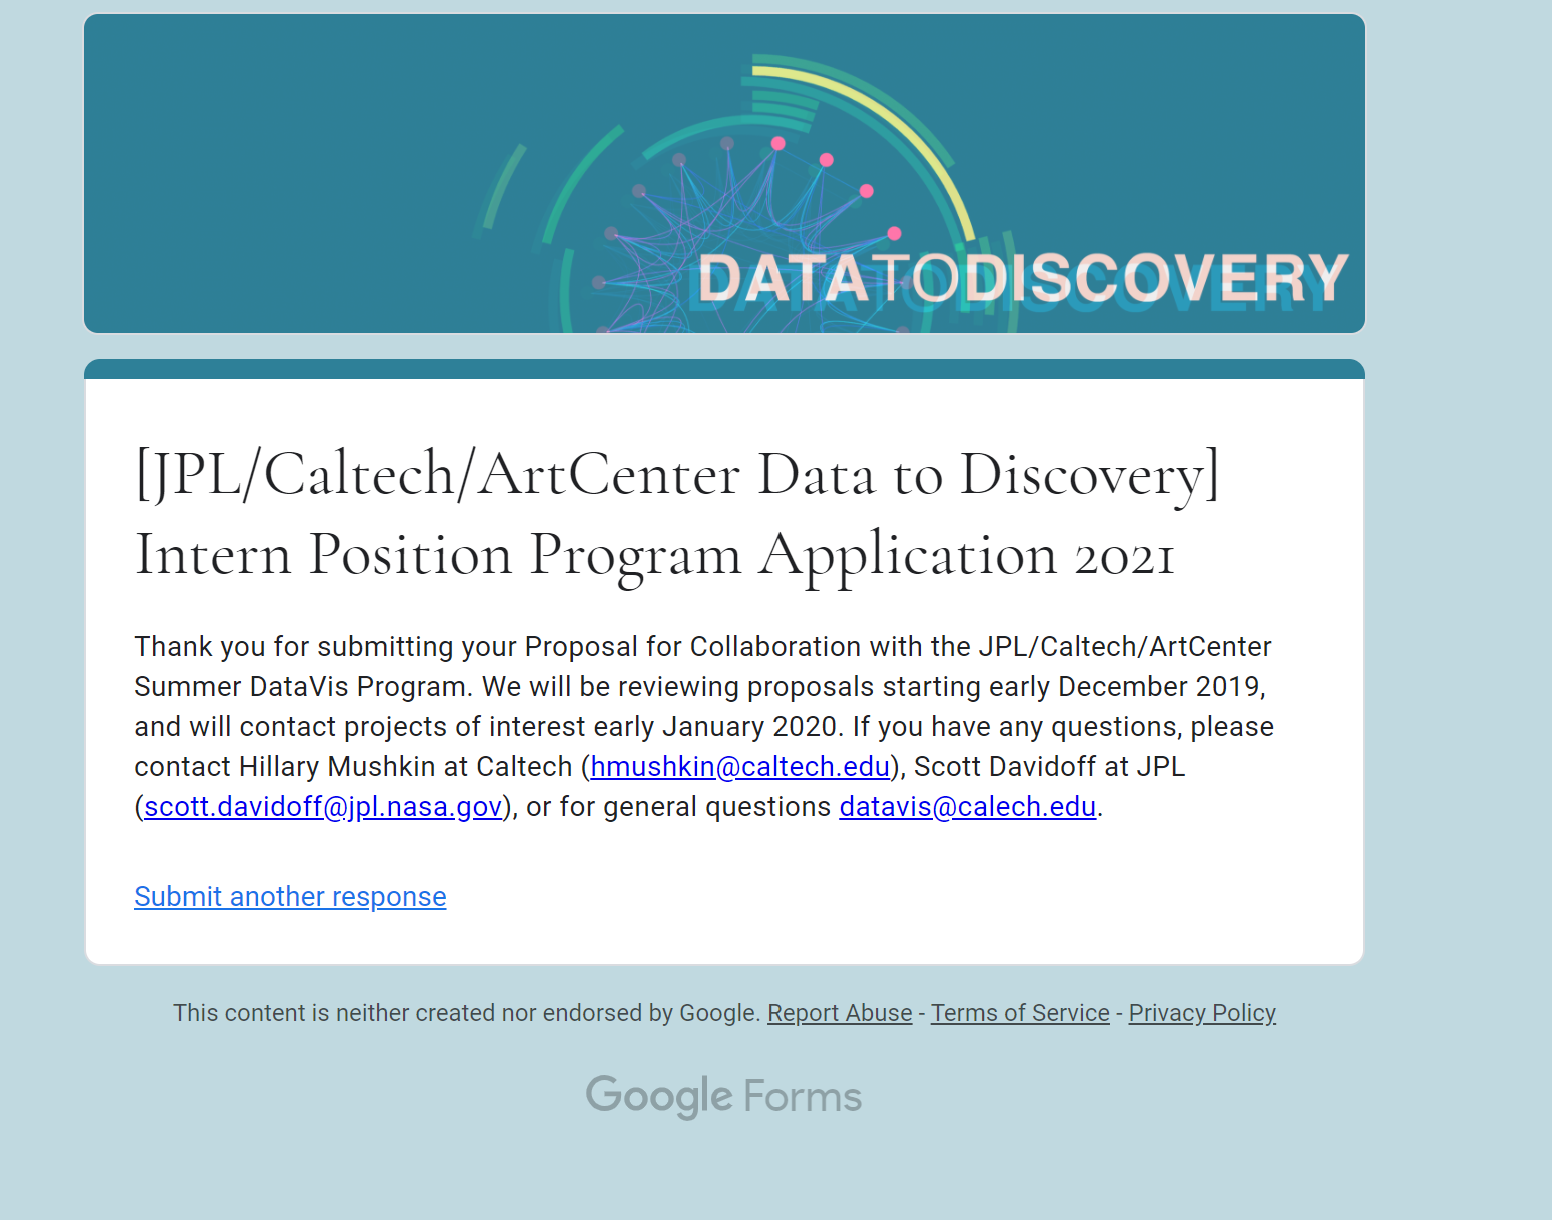 DATATODISCOVERY
[JPL/Caltech/ArtCenter Data to Discovery]
Intern Position Program Application 2021
Thank you for submitting your Proposal for Collaboration with the JPL/Caltech/ArtCenter
Summer DataVis Program. We will be reviewing proposals starting early December 2019,
and will contact projects of interest early January 2020. If you have any questions, please
contact Hillary Mushkin at Caltech (hmushkin@caltech.edu), Scott Davidoff at JPL
(scott.davidoff@jpl.nasa.gov), or for general questions datavis@calech.edu.
Submit another response
This content is neither created nor endorsed by Google. Report Abuse - Terms of Service - Privacy Policy
Google Forms